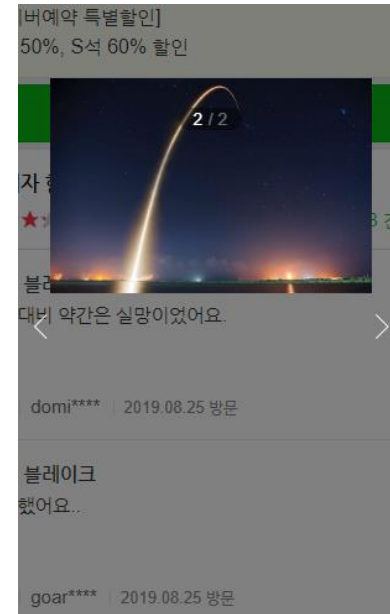 버예약 특별할인]
50%, S석 60% 할인
2 / 2
자
블레
대비 약간은 실망이었어요.
domi**** 2019.08.25 방문
블레이크
했어요..
goar**** 2019.08.25 방문